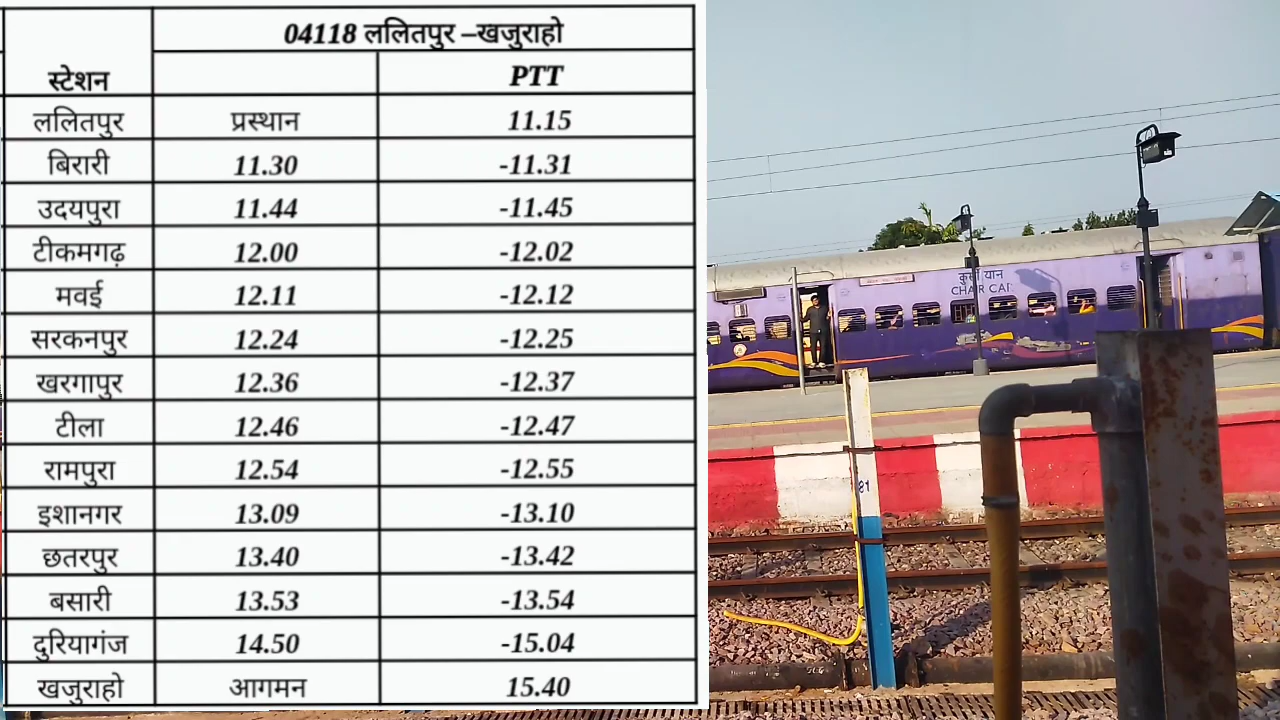 04118 ललितपुर –खजुराहो
स्टेशन PTT
ललितपुर प्रस्थान 11.15
बिरारी 11.30 -11.31
उदयपुरा 11.44 -11.45
टीकमगढ़ 12.00 -12.02
मवई 12.11 -12.12
सरकनपुर 12.24 -12.25
खरगापुर 12.36 -12.37
टीला 12.46 -12.47
रामपुरा 12.54 -12.55
इशानगर 13.09 -13.10
छतरपुर 13.40 -13.42
बसारी 13.53 -13.54
दुरियागंज 14.50 -15.04
खजुराहो आगमन 15.40
कुर्सी यान
CHAIR CAR
81